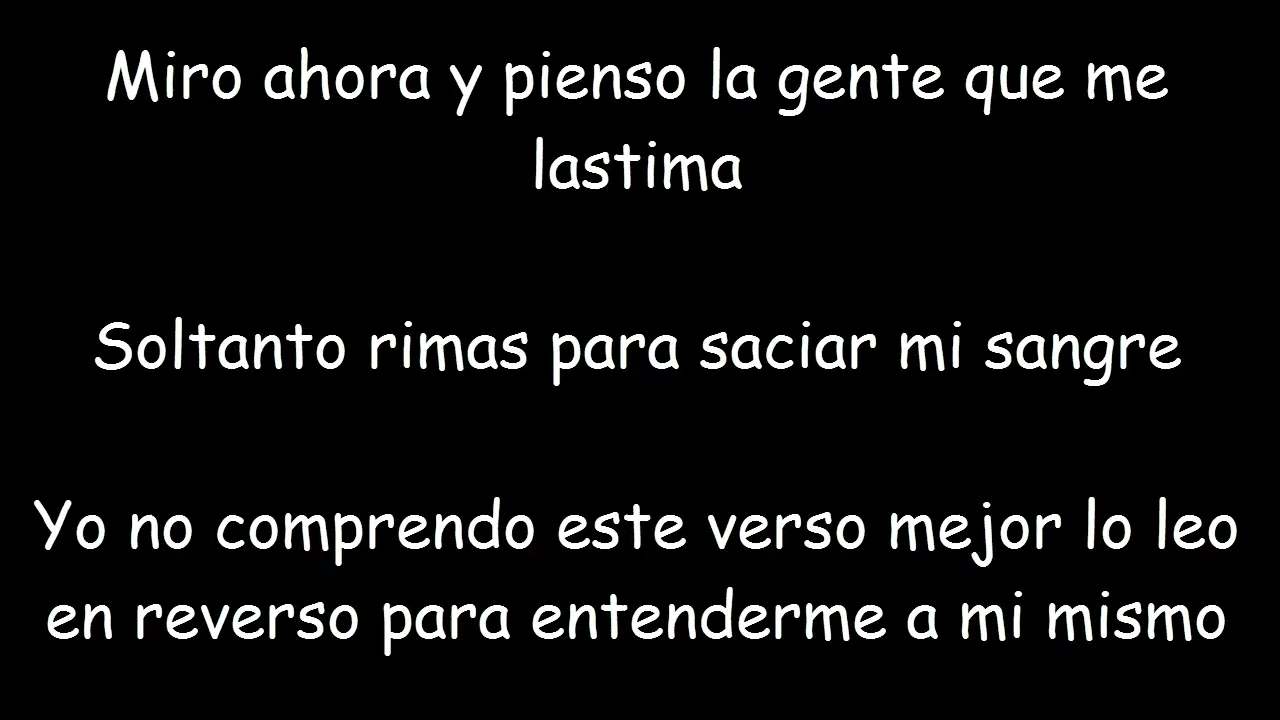 Miro ahora y pienso la gente que me
lastima
Soltanto rimas para saciar mi sangre
Yo no comprendo este verso mejor lo leo
en reverso para entenderme a mi mismo